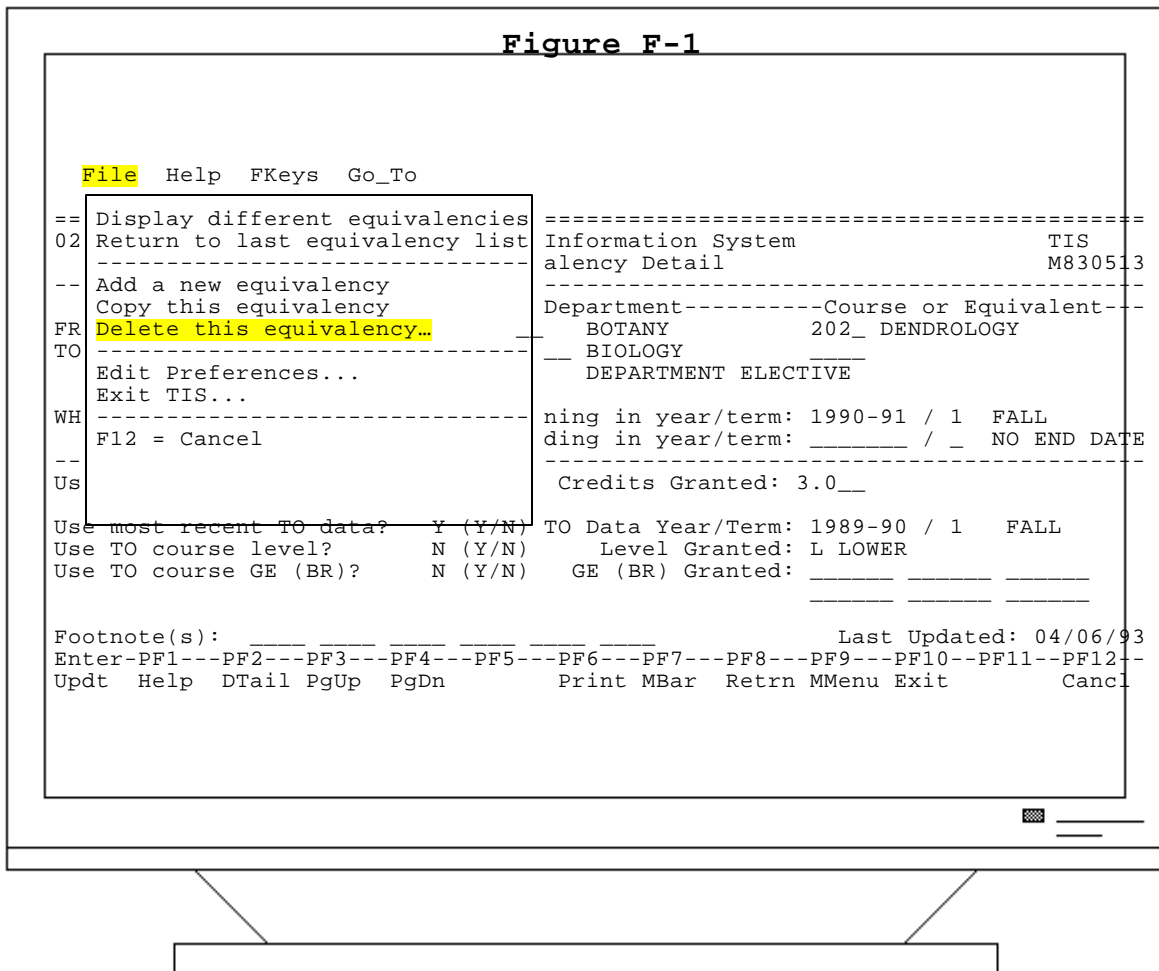 Figure F-1
File  Help  FKeys  Go_To
== Display different equivalencies ===========================================
02 Return to last equivalency list Information System                  TIS
   ------------------------------- alency Detail                       M830513
-- Add a new equivalency           -------------------------------------------
   Copy this equivalency           Department----------Course or Equivalent---
FR Delete this equivalency…      __   BOTANY          202_ DENDROLOGY
TO ------------------------------- __ BIOLOGY         ____
   Edit Preferences...                DEPARTMENT ELECTIVE
   Exit TIS...
WH ------------------------------- ning in year/term: 1990-91 / 1  FALL
   F12 = Cancel                    ding in year/term: _______ / _  NO END DATE
--                                 -------------------------------------------
Us                                  Credits Granted: 3.0__
Use most recent TO data?   Y (Y/N) TO Data Year/Term: 1989-90 / 1   FALL
Use TO course level?       N (Y/N)     Level Granted: L LOWER
Use TO course GE (BR)?     N (Y/N)   GE (BR) Granted: ______ ______ ______
                                                      ______ ______ ______
Footnote(s):  ____ ____ ____ ____ ____ ____             Last Updated: 04/06/93
Enter-PF1---PF2---PF3---PF4---PF5---PF6---PF7---PF8---PF9---PF10--PF11--PF12--
Updt  Help  DTail PgUp  PgDn        Print MBar  Retrn MMenu Exit        Cancl